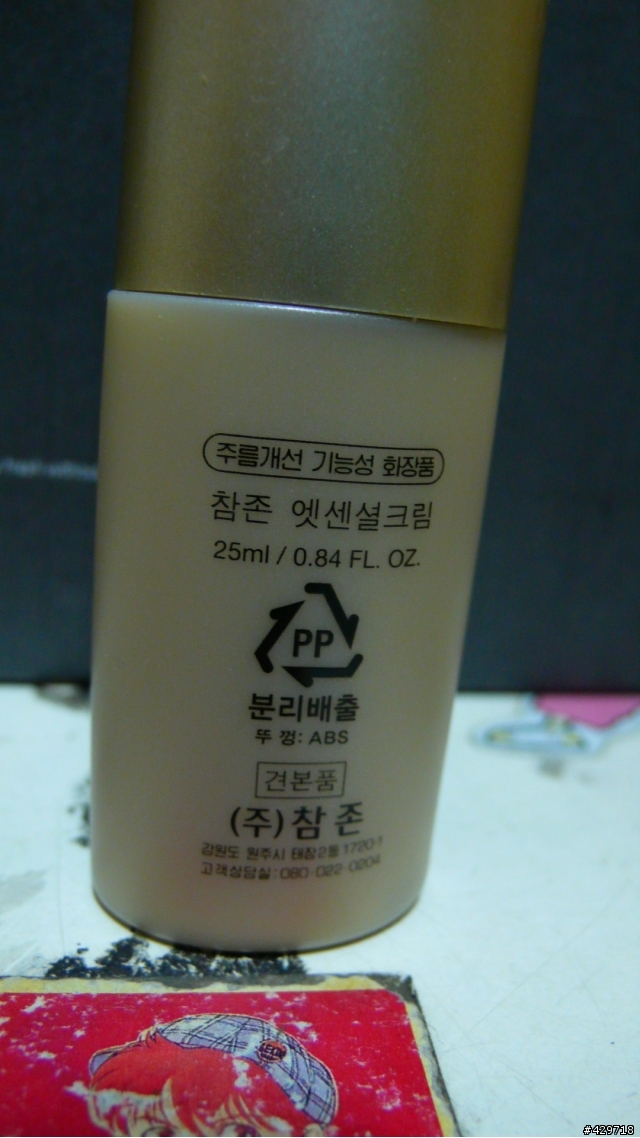 주름개선 기능성 화장품
참존 엣센셜크림
25ml / 0.84 FL. OZ.
PP
분리배출
뚜 껑: ABS
견본품
(주)참존
강원도 원주시 태장2동 1720-1
고객상담실 : 080-022-0204
#429718